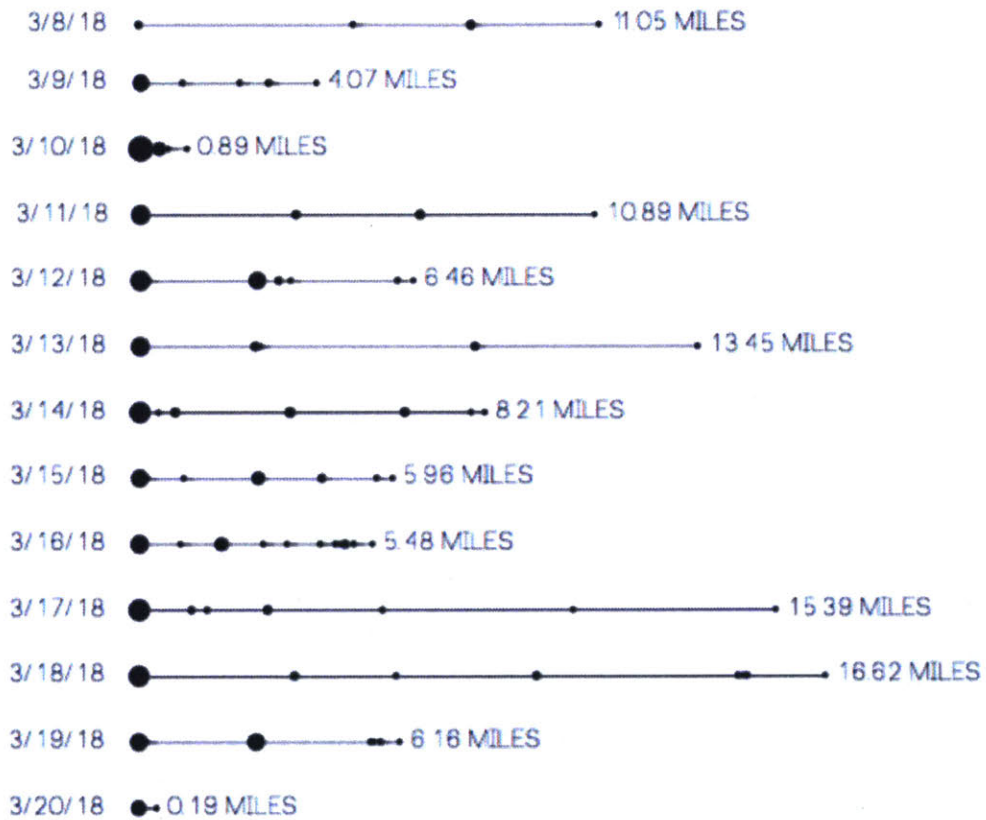 3/8/18 11.05 MILES
3/9/18 4.07 MILES
3/10/18 0.89 MILES
3/11/18 10.89 MILES
3/12/18 6.46 MILES
3/13/18 13.45 MILES
3/14/18 8.21 MILES
3/15/18 5.96 MILES
3/16/18 5.48 MILES
3/17/18 15.39 MILES
3/18/18 16.62 MILES
3/19/18 6.16 MILES
3/20/18 0.19 MILES